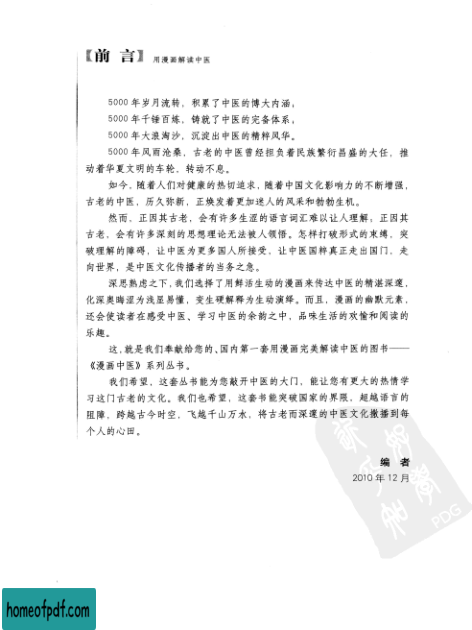 【前 言】 用漫画解读中医
5000 年岁月流转，积累了中医的博大内涵；
5000 年千锤百炼，铸就了中医的完备体系；
5000 年大浪淘沙，沉淀出中医的精粹风华。
5000 年风雨沧桑，古老的中医曾经担负着民族繁衍昌盛的大任，推
动着华夏文明的车轮，转动不息。
如今，随着人们对健康的热切追求，随着中国文化影响力的不断增强，
古老的中医，历久弥新，正焕发着更加迷人的风采和勃勃生机。
然而，正因其古老，会有许多生涩的语言词汇难以让人理解；正因其
古老，会有许多深刻的思想理论无法被人领悟。怎样打破形式的束缚、突
破理解的障碍，让中医为更多国人所接受，让中医国粹真正走出国门，走
向世界，是中医文化传播者的当务之急。
深思熟虑之下，我们选择了用鲜活生动的漫画来传达中医的精湛深邃，
化深奥晦涩为浅显易懂，变生硬解释为生动演绎。而且，漫画的幽默元素，
还会使读者在感受中医、学习中医的余韵之中，品味生活的欢愉和阅读的
乐趣。
这，就是我们奉献给您的、国内第一套用漫画完美解读中医的图书——
《漫画中医》系列丛书。
我们希望，这套丛书能为您敲开中医的大门，能让您有更大的热情学
习这门古老的文化。我们也希望，这套书能突破国家的界限，超越语言的
阻障，跨越古今时空，飞越千山万水，将古老而深邃的中医文化撒播到每
个人的心田。
编 者
2010 年 12 月
PDG
homeofpdf.com